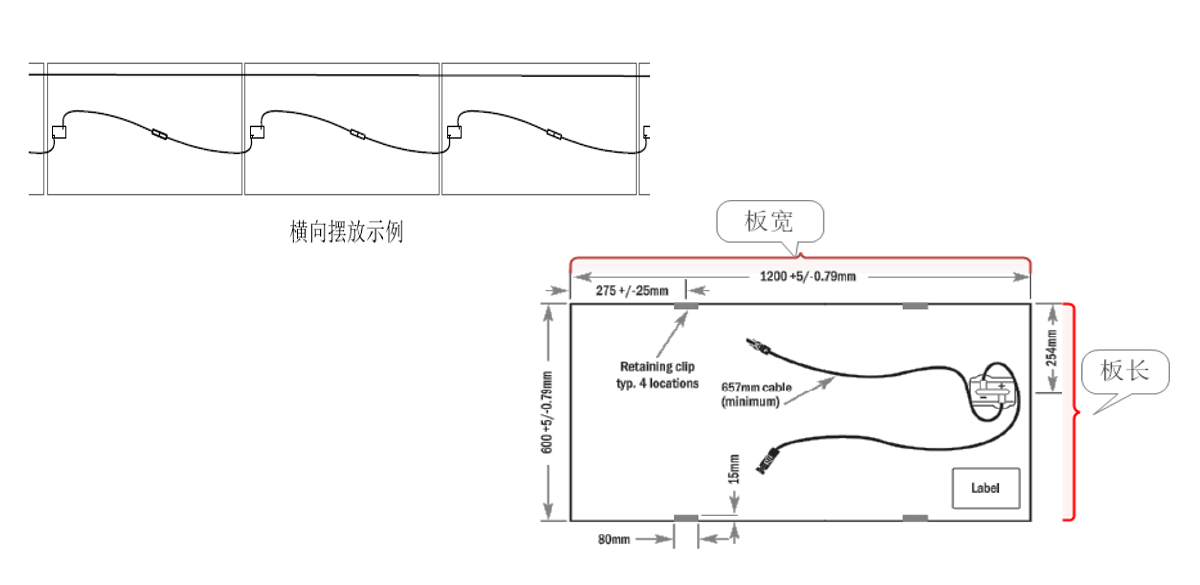 横向摆放示例
板宽
1200 +5/-0.79mm
275 +/-25mm
Retaining clip
typ. 4 locations
657mm cable
(minimum)
254mm
板长
600 +5/-0.79mm
+
-
15mm
Label
80mm